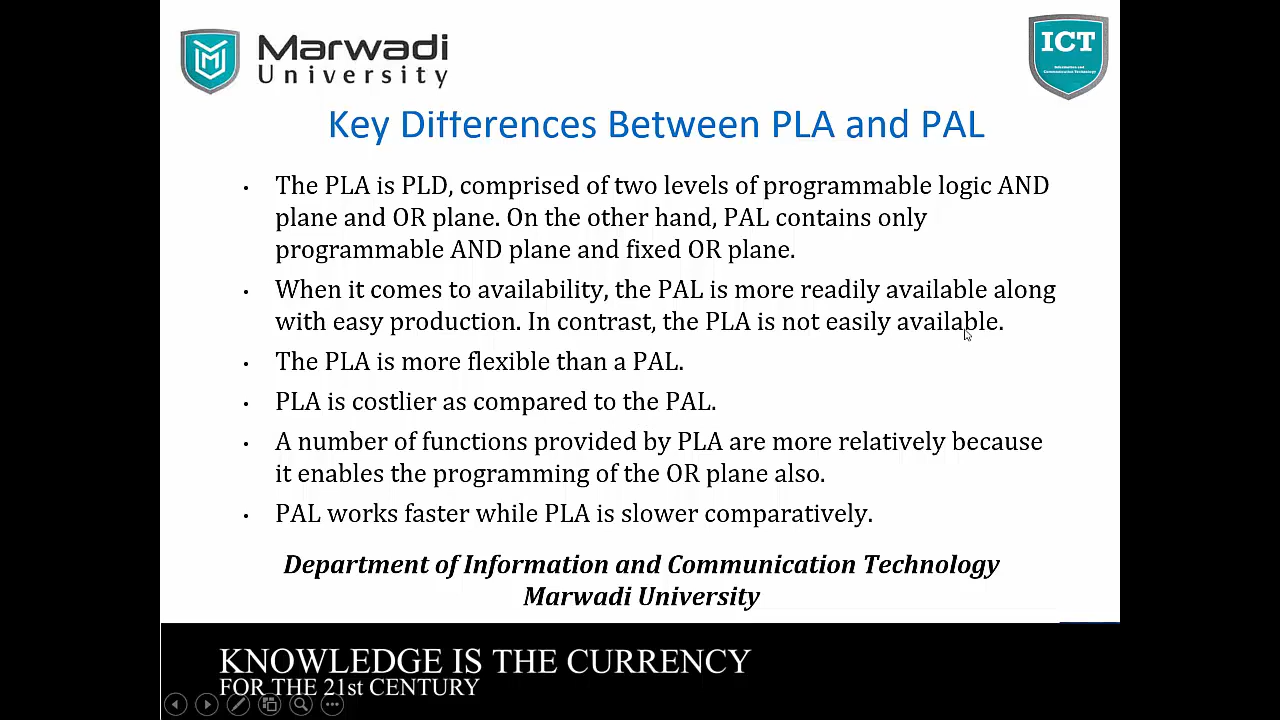 Marwadi
University
ICT
Information and
Communication Technology
Key Differences Between PLA and PAL
• The PLA is PLD, comprised of two levels of programmable logic AND
plane and OR plane. On the other hand, PAL contains only
programmable AND plane and fixed OR plane.
• When it comes to availability, the PAL is more readily available along
with easy production. In contrast, the PLA is not easily available.
• The PLA is more flexible than a PAL.
• PLA is costlier as compared to the PAL.
• A number of functions provided by PLA are more relatively because
it enables the programming of the OR plane also.
• PAL works faster while PLA is slower comparatively.
Department of Information and Communication Technology
Marwadi University
KNOWLEDGE IS THE CURRENCY
FOR THE 21st CENTURY